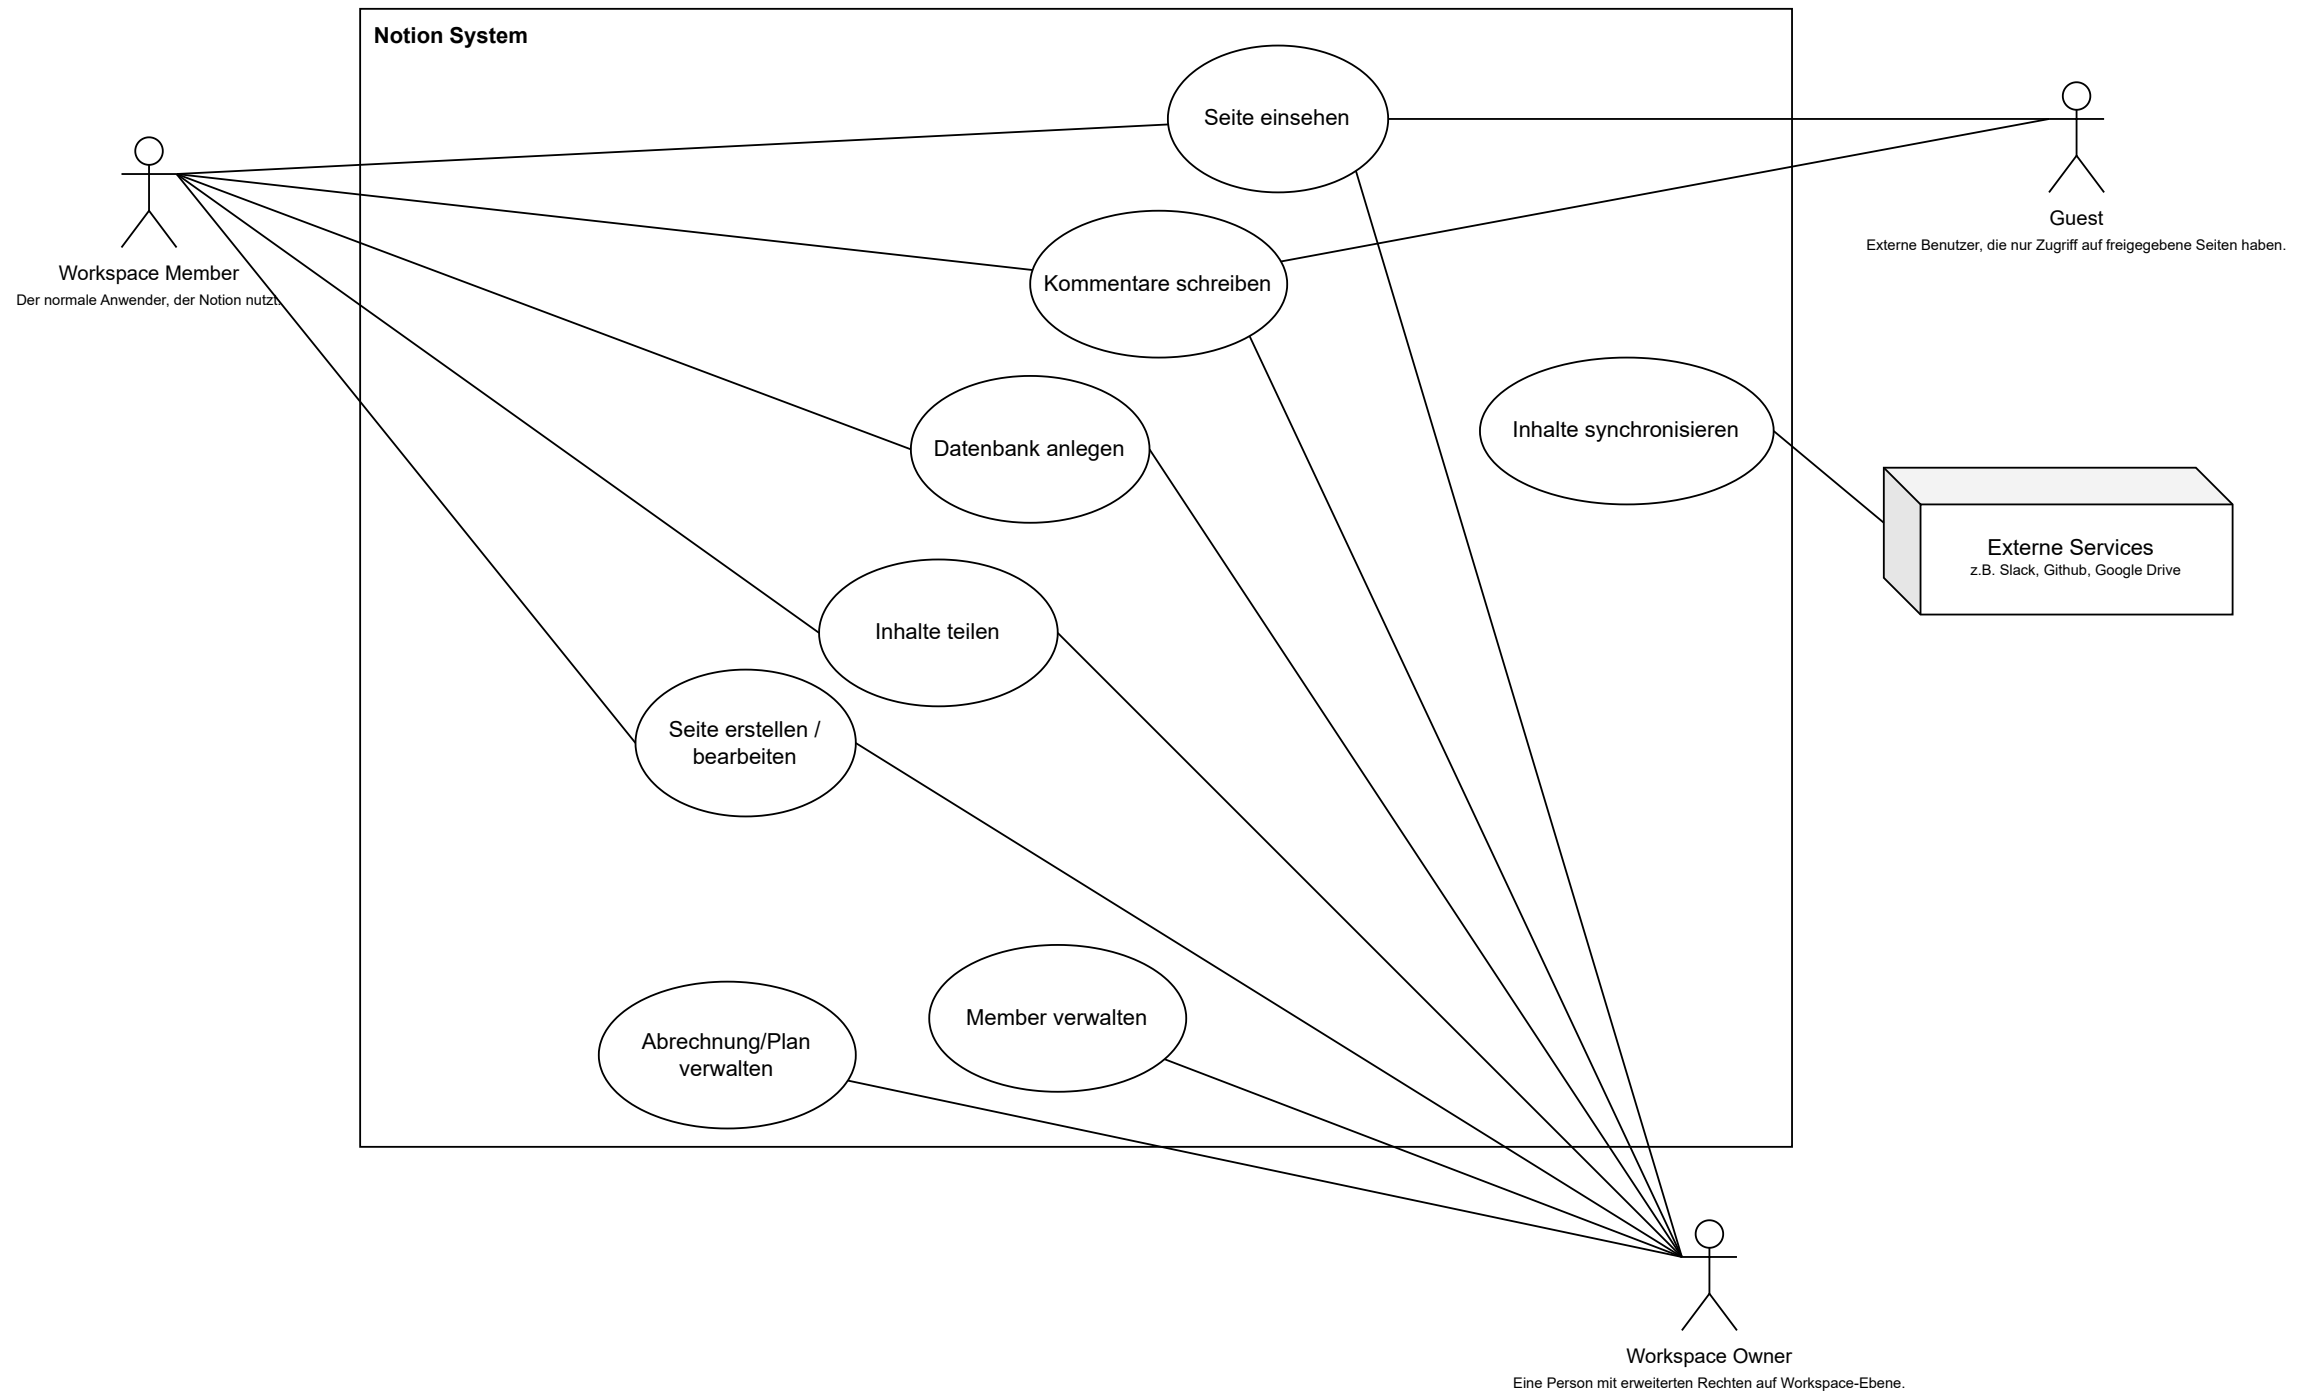 Notion System
Seite einsehen
Workspace Member
Der normale Anwender, der Notion nutzt.
Guest
Externe Benutzer, die nur Zugriff auf freigegebene Seiten haben.
Kommentare schreiben
Datenbank anlegen
Inhalte synchronisieren
Externe Services
z.B. Slack, Github, Google Drive
Inhalte teilen
Seite erstellen /
bearbeiten
Member verwalten
Abrechnung/Plan
verwalten
Workspace Owner
Eine Person mit erweiterten Rechten auf Workspace-Ebene.